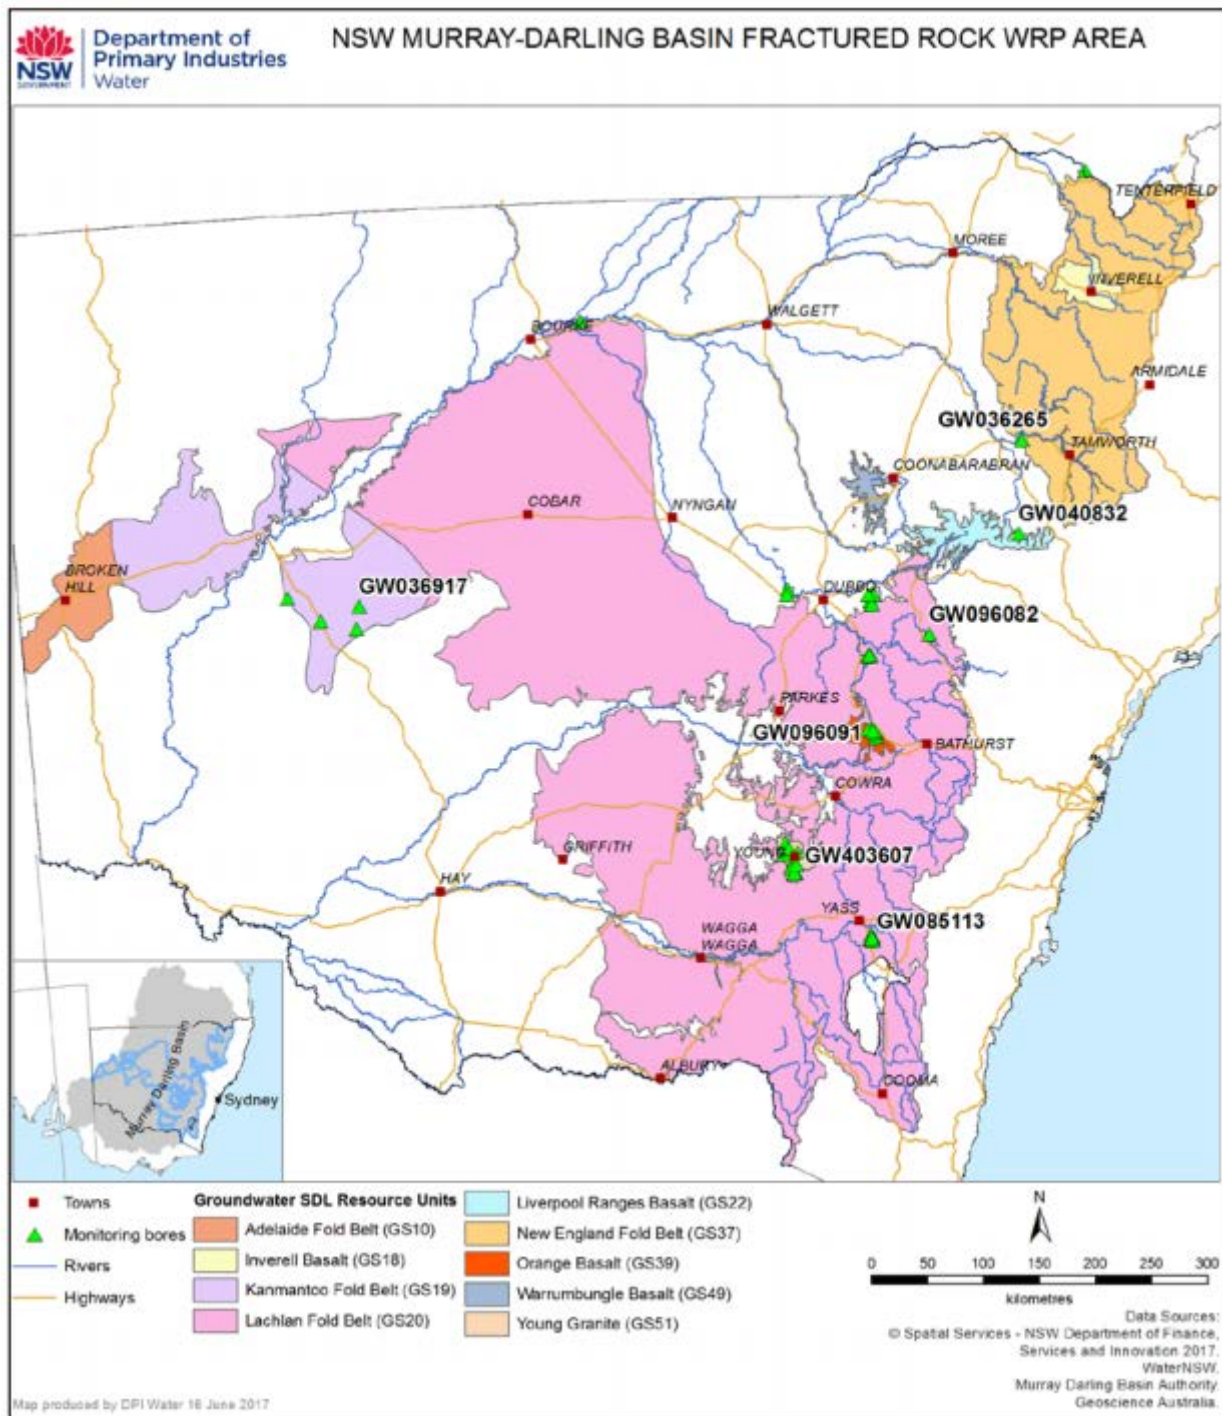 NSW
GOVERNMENT
Department of
Primary Industries
Water
NSW MURRAY-DARLING BASIN FRACTURED ROCK WRP AREA
TENTERFIELD
MOREE
INVERELL
WALGETT
BOURKE
ARMIDALE
GW036265
TAMWORTH
COONABARABRAN
COBAR
NYNGAN
GW040832
BROKEN
HILL
GW036917
DUBBO
GW096082
PARKES
GW096091
BATHURST
COWRA
GRIFFITH
YOUNG
GW403607
HAY
YASS
GW085113
WAGGA
WAGGA
ALBURY
COOMA
Murray Darling Basin
Sydney
Towns
Monitoring bores
Rivers
Highways
Groundwater SDL Resource Units
Adelaide Fold Belt (GS10)
Inverell Basalt (GS18)
Kanmantoo Fold Belt (GS19)
Lachlan Fold Belt (GS20)
Liverpool Ranges Basalt (GS22)
New England Fold Belt (GS37)
Orange Basalt (GS39)
Warrumbungle Basalt (GS49)
Young Granite (GS51)
N
0 50 100 150 200 250 300
kilometres
Data Sources:
© Spatial Services - NSW Department of Finance,
Services and Innovation 2017.
WaterNSW.
Murray Darling Basin Authority.
Geoscience Australia.
Map produced by DPI Water 16 June 2017